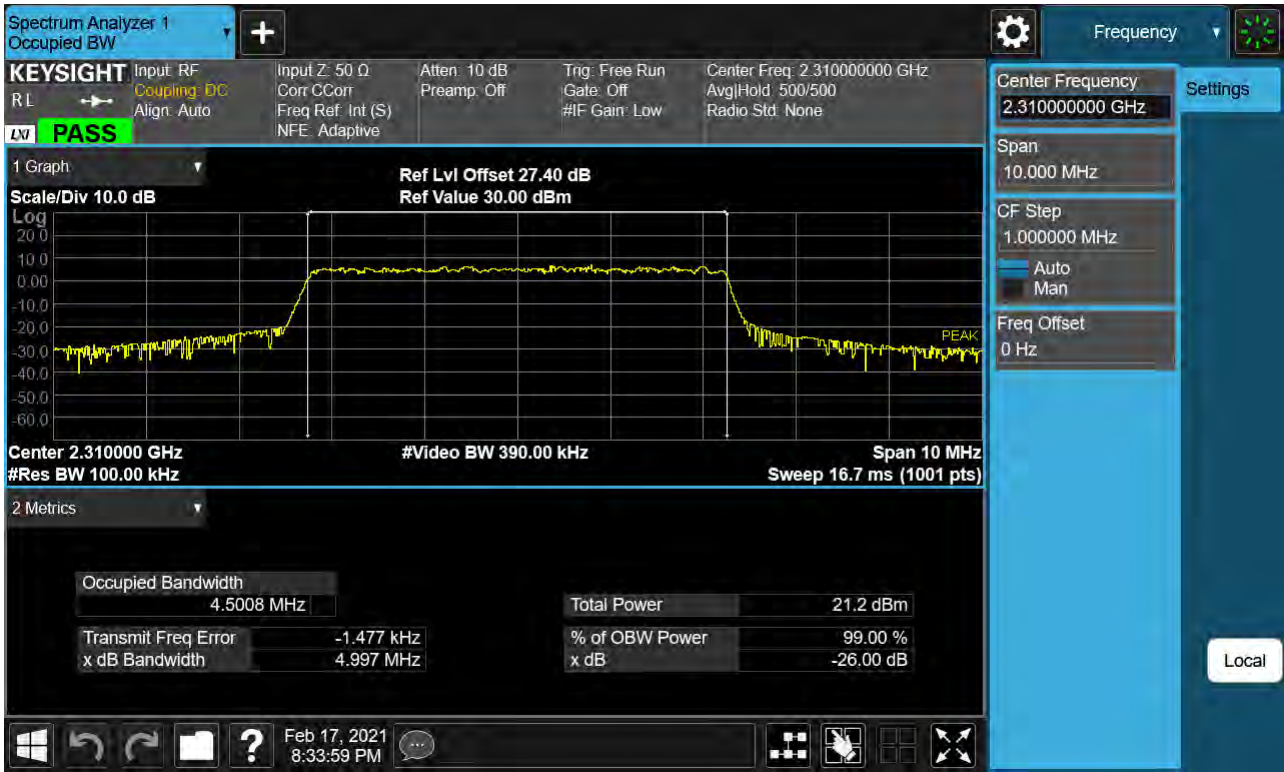 Spectrum Analyzer 1
Occupied BW
+
Frequency
KEYSIGHT
R L
LXI
PASS
Input: RF
Coupling: DC
Align: Auto
Input Z: 50 Ω
Corr CCorr
Freq Ref: Int (S)
NFE: Adaptive
Atten: 10 dB
Preamp: Off
Trig: Free Run
Gate: Off
#IF Gain: Low
Center Freq: 2.310000000 GHz
Avg|Hold: 500/500
Radio Std: None
Center Frequency
2.310000000 GHz
Settings
Span
10.000 MHz
CF Step
1.000000 MHz
Auto
Man
Freq Offset
0 Hz
Local
1 Graph
Scale/Div 10.0 dB
Ref Lvl Offset 27.40 dB
Ref Value 30.00 dBm
Log
20.0
10.0
0.00
-10.0
-20.0
-30.0
-40.0
-50.0
-60.0
PEAK
Center 2.310000 GHz
#Video BW 390.00 kHz
Span 10 MHz
#Res BW 100.00 kHz
Sweep 16.7 ms (1001 pts)
2 Metrics
Occupied Bandwidth
4.5008 MHz
Total Power 21.2 dBm
Transmit Freq Error -1.477 kHz
% of OBW Power 99.00 %
x dB Bandwidth 4.997 MHz
x dB -26.00 dB
?
Feb 17, 2021
8:33:59 PM